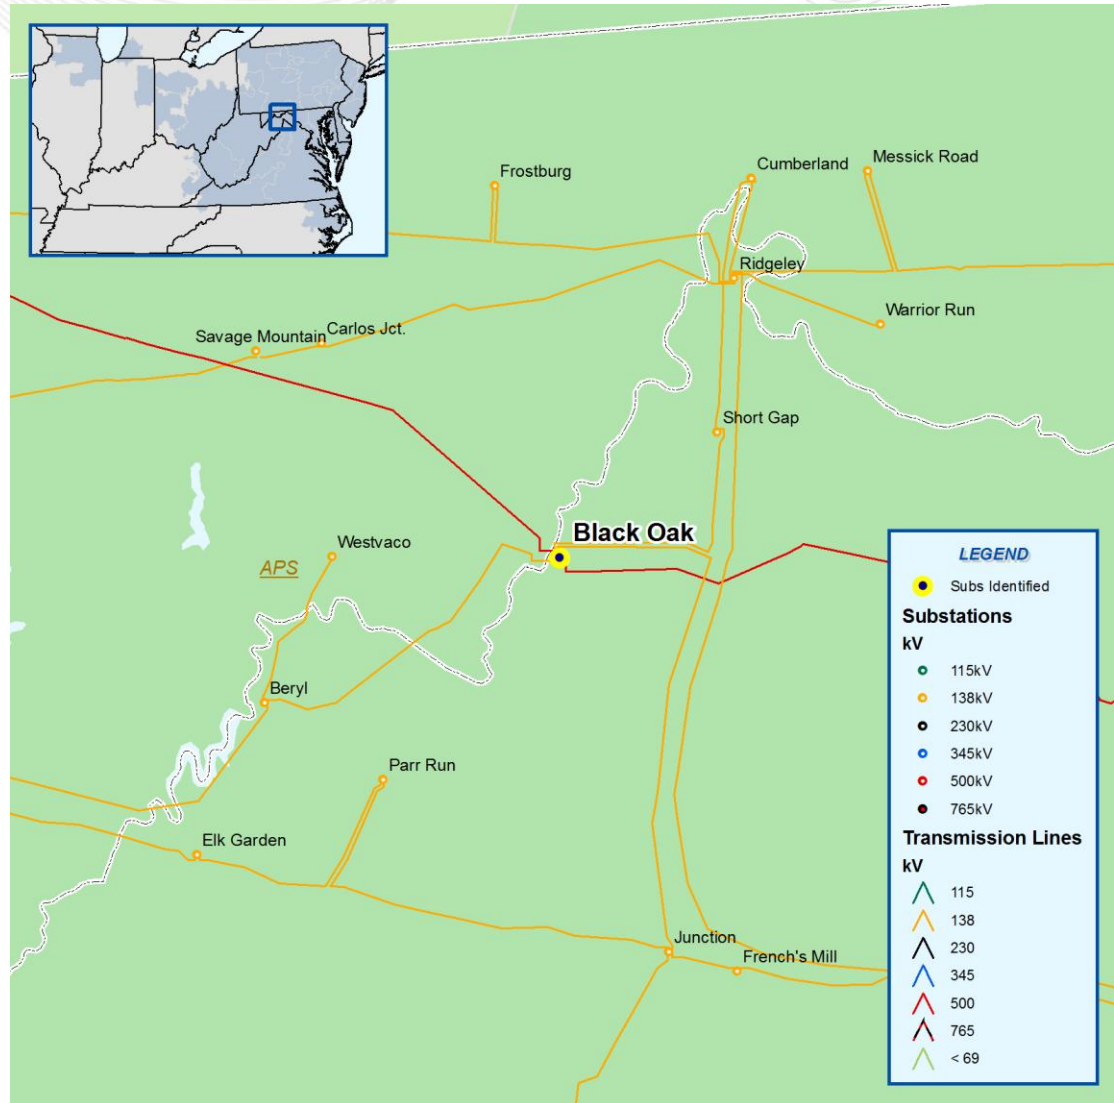 Frostburg
Cumberland
Messick Road
Ridgeley
Warrior Run
Savage Mountain
Carlos Jct.
Short Gap
Black Oak
Westvaco
APS
Beryl
Parr Run
Elk Garden
Junction
French's Mill
LEGEND
Subs Identified
Substations
kV
115kV
138kV
230kV
345kV
500kV
765kV
Transmission Lines
kV
115
138
230
345
500
765
< 69